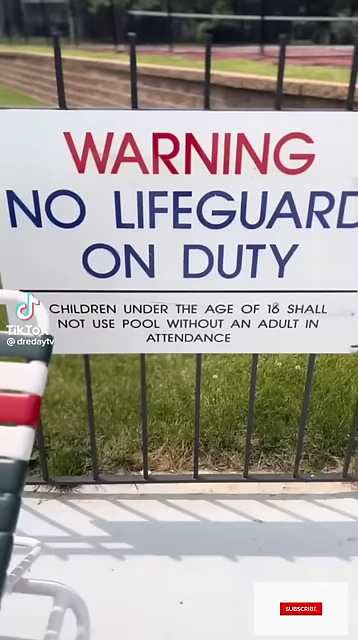 WARNING
NO LIFEGUARD
ON DUTY
CHILDREN UNDER THE AGE OF 18 SHALL
NOT USE POOL WITHOUT AN ADULT IN
ATTENDANCE
TikTok
@dredaytv
SUBSCRIBE